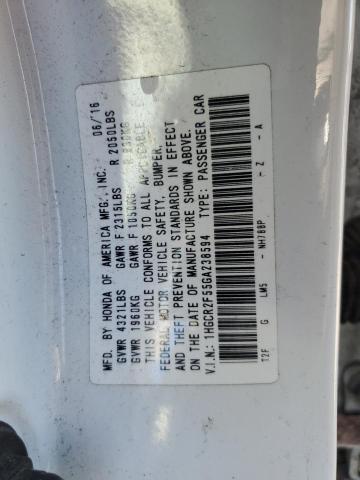 MFD. BY HONDA OF AMERICA MFG., INC. 06/16
GVWR 4321LBS GAWR F 2315LBS R 2050LBS
GVWR 1960KG GAWR F 1050KG R 930KG
THIS VEHICLE CONFORMS TO ALL APPLICABLE
FEDERAL MOTOR VEHICLE SAFETY, BUMPER,
AND THEFT PREVENTION STANDARDS IN EFFECT
ON THE DATE OF MANUFACTURE SHOWN ABOVE.
V.I.N.: 1HGCR2F55GA238594 TYPE: PASSENGER CAR
T2F G LM5 - NH788P - Z - A